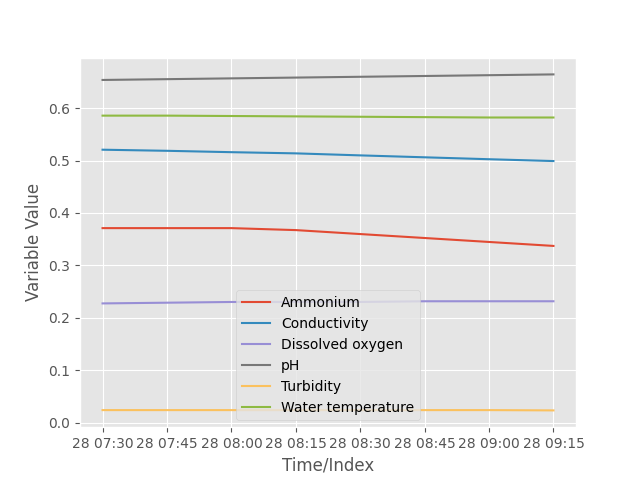 0.6
0.5
0.4
0.3
0.2
0.1
0.0
Variable Value
Ammonium
Conductivity
Dissolved oxygen
pH
Turbidity
Water temperature
28 07:30 28 07:45 28 08:00 28 08:15 28 08:30 28 08:45 28 09:00 28 09:15
Time/Index